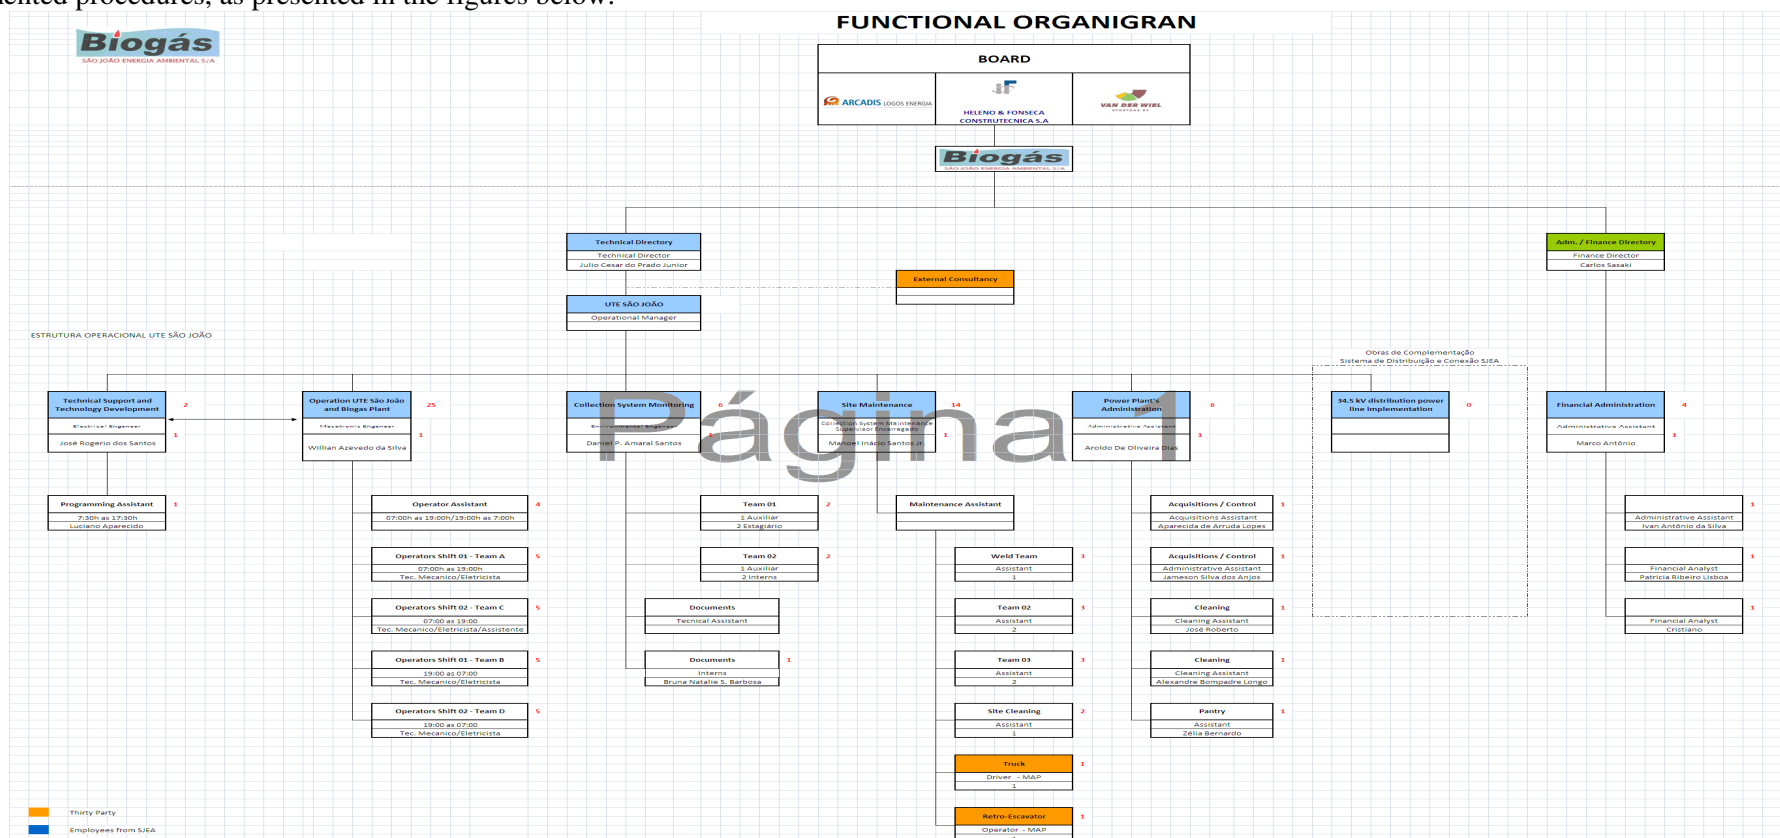 ented procedures, as presented in the figures below:
FUNCTIONAL ORGANIGRAN
Biogás
SÃO JOÃO ENERGIA AMBIENTAL S/A
BOARD
ARCADIS LOGOS ENERGIA
HELENO & FONSECA
CONSTRUTECNICA S.A
VAN DER WIEL
STORTGAS BV
Biogás
SÃO JOÃO ENERGIA AMBIENTAL S/A
Technical Directory
Technical Director
Julio Cesar do Prado Junior
Adm. / Finance Directory
Finance Director
Carlos Sasaki
External Consultancy
UTE SÃO JOÃO
Operational Manager
ESTRUTURA OPERACIONAL UTE SÃO JOÃO
Obras de Complementação
Sistema de Distribuição e Conexão SJEA
Technical Support and
Technology Development
2
Electrical Engeneer
José Rogerio dos Santos
1
Operation UTE São João
and Biogas Plant
25
Mecatronis Engeneer
Willian Azevedo da Silva
1
Collection System Monitoring
6
Environmental Engeneer
Daniel P. Amaral Santos
1
Site Maintenance
14
Collection System Maintenance
Supervisor Encarregado
Manoel Inácio Santos Jr.
1
Power Plant's
Administration
6
Administrative Assistant
Aroldo De Oliveira Dias
1
34.5 kV distribution power
line implementation
0
Financial Administration
4
Administrative Assistant
Marco Antônio
1
Página 1
Programming Assistant
1
7:30h as 17:30h
Luciano Aparecido
Operator Assistant
4
07:00h as 19:00h/19:00h as 7:00h
Operators Shift 01 - Team A
5
07:00h as 19:00h
Tec. Mecanico/Eletricista
Operators Shift 02 - Team C
5
07:00 as 19:00
Tec. Mecanico/Eletricista/Assistente
Operators Shift 01 - Team B
5
19:00 as 07:00
Tec. Mecanico/Eletricista
Operators Shift 02 - Team D
5
19:00 as 07:00
Tec. Mecanico/Eletricista
Team 01
2
1 Auxiliar
2 Estagiário
Team 02
2
1 Auxiliar
2 Interns
Documents
Tecnical Assistant
Documents
1
Interns
Bruna Natalie S. Barbosa
Maintenance Assistant
Weld Team
3
Assistant
1
Team 02
3
Assistant
2
Team 03
3
Assistant
2
Site Cleaning
2
Assistant
1
Truck
1
Driver - MAP
1
Retro-Escavator
1
Operator - MAP
Acquisitions / Control
1
Acquisitions Assistant
Aparecida de Arruda Lopes
Acquisitions / Control
1
Administrative Assistant
Jameson Silva dos Anjos
Cleaning
1
Cleaning Assistant
José Roberto
Cleaning
1
Cleaning Assistant
Alexandre Bompadre Longo
Pantry
1
Assistant
Zélia Bernardo
1
Administrative Assistant
Ivan Antônio da Silva
1
Financial Analyst
Patricia Ribeiro Lisboa
1
Financial Analyst
Cristiano
Thirty Party
Employees from SJEA